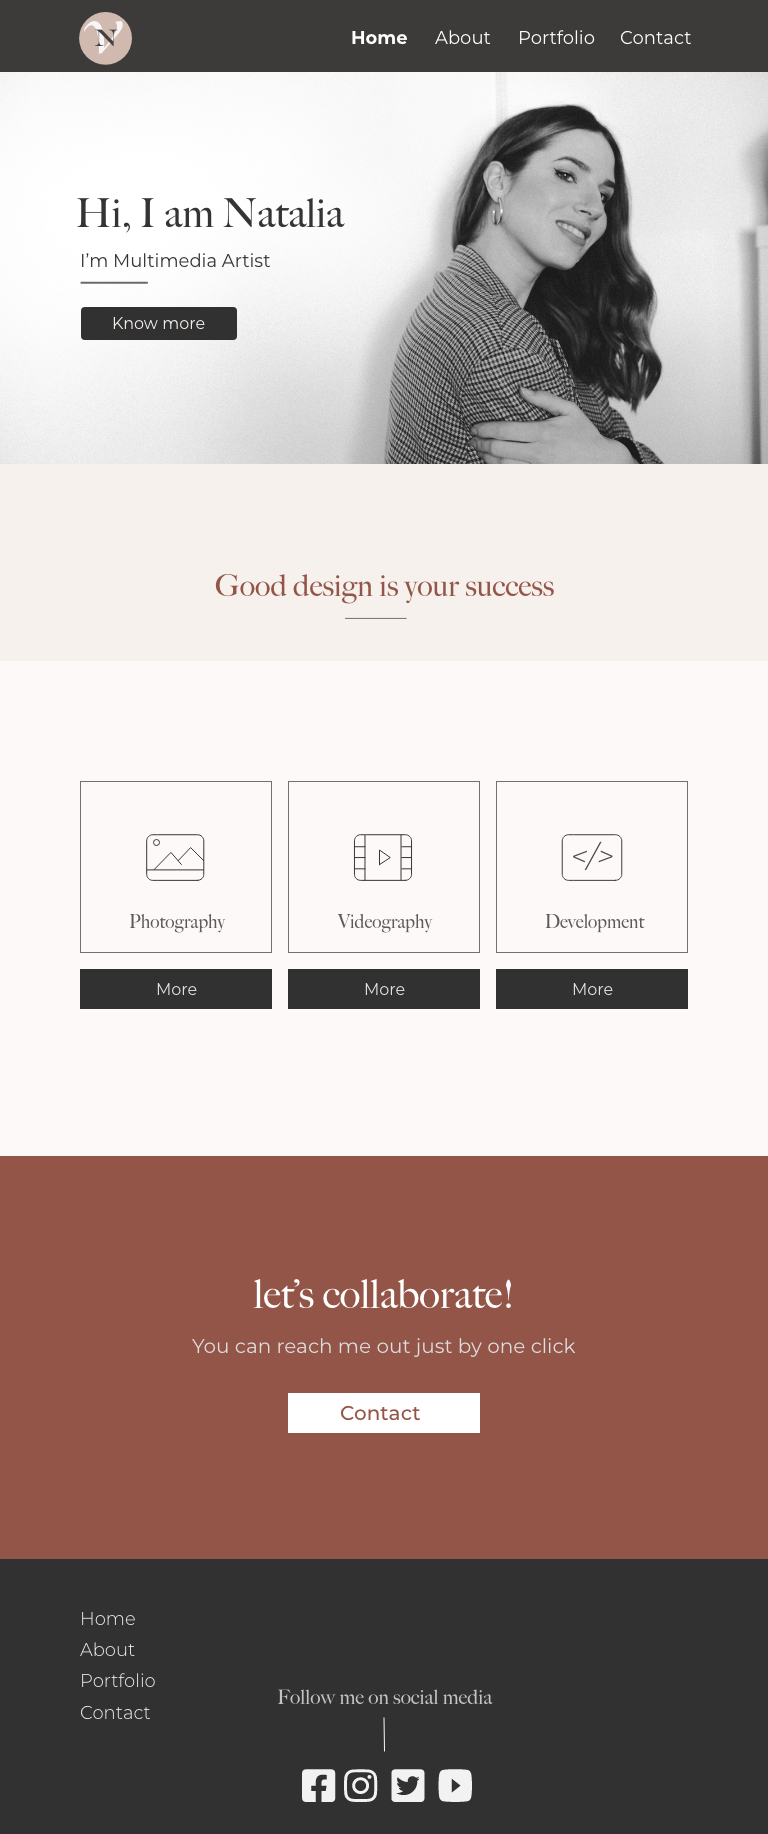 N
Home About Portfolio Contact
Hi, I am Natalia
I’m Multimedia Artist
Know more
Good design is your success
Photography
Videography
</>
Development
More
More
More
let’s collaborate!
You can reach me out just by one click
Contact
Home
About
Portfolio
Contact
Follow me on social media